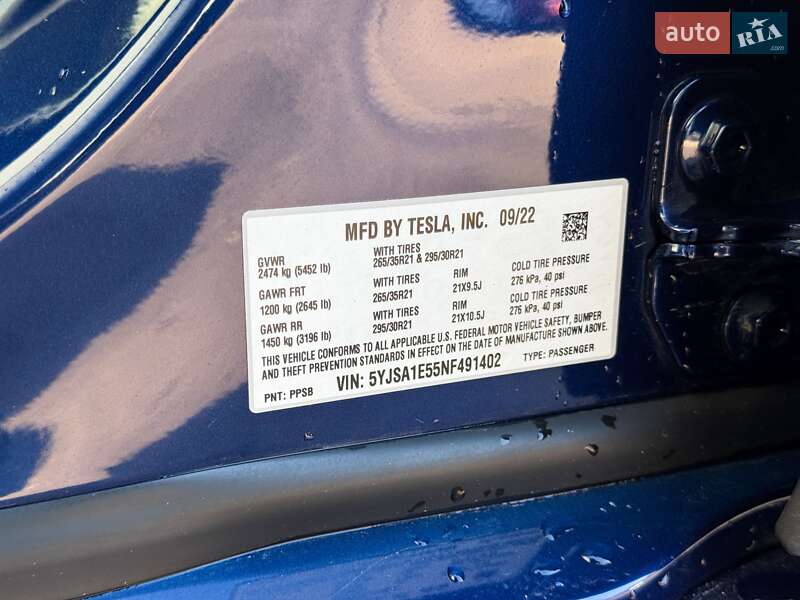 auto RIA.com
MFD BY TESLA, INC. 09/22
GVWR
2474 kg (5452 lb)
WITH TIRES
265/35R21 & 295/30R21
GAWR FRT
1200 kg (2645 lb)
WITH TIRES
265/35R21
RIM
21X9.5J
COLD TIRE PRESSURE
276 kPa, 40 psi
GAWR RR
1450 kg (3196 lb)
WITH TIRES
295/30R21
RIM
21X10.5J
COLD TIRE PRESSURE
276 kPa, 40 psi
THIS VEHICLE CONFORMS TO ALL APPLICABLE U.S. FEDERAL MOTOR VEHICLE SAFETY, BUMPER
AND THEFT PREVENTION STANDARDS IN EFFECT ON THE DATE OF MANUFACTURE SHOWN ABOVE.
PNT: PPSB
VIN: 5YJSA1E55NF491402
TYPE: PASSENGER